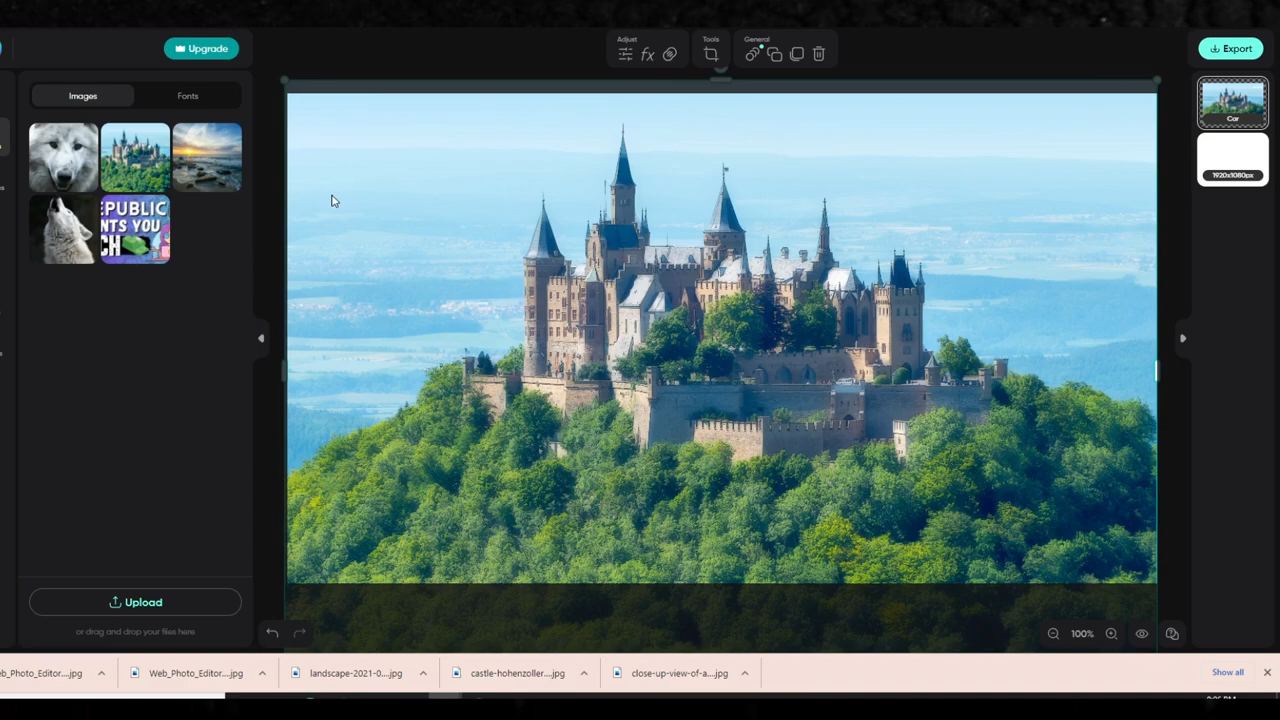 Upgrade
Adjust
Tools
General
Export
Images
Fonts
EPUBLIC
NTS YOU
CH
Car
1920x1080px
Upload
or drag and drop your files here
100%
eb_Photo_Editor....jpg
Web_Photo_Editor....jpg
landscape-2021-0....jpg
castle-hohenzoller....jpg
close-up-view-of-a....jpg
Show all